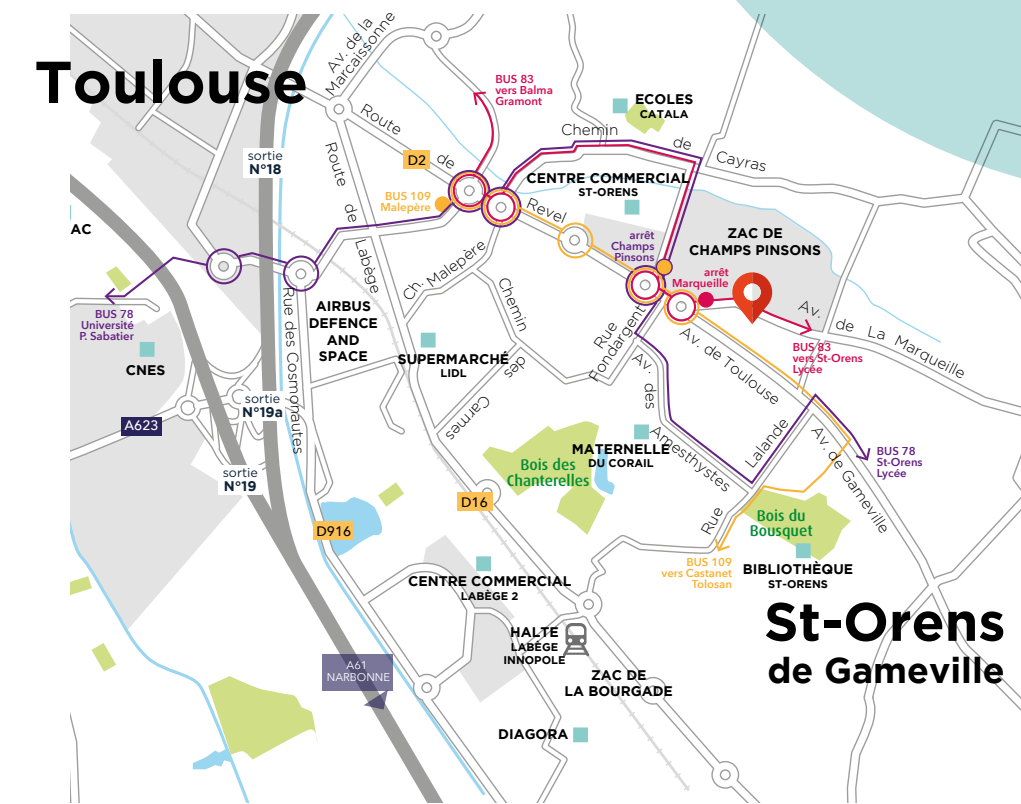 Toulouse
Av. de la
Marcaissonne
BUS 83
vers Balma
Gramont
ECOLES
CATALA
Route
de
Revel
Chemin
de
Cayras
D2
sortie
N°18
Route
de
Labège
BUS 109
Malepère
CENTRE COMMERCIAL
ST-ORENS
ZAC DE
CHAMPS PINSONS
arrêt
Champs
Pinsons
arrêt
Marqueille
AC
Ch. Malepère
Chemin
des
Carmes
BUS 78
Université
P. Sabatier
CNES
AIRBUS
DEFENCE
AND
SPACE
Rue des Cosmonautes
SUPERMARCHÉ
LIDL
Rue
Fondargent
Av. de Toulouse
Av.
de La Marqueille
BUS 83
vers St-Orens
Lycée
Av.
des
Amesthystes
sortie
N°19a
A623
sortie
N°19
MATERNELLE
DU CORAIL
Bois des
Chanterelles
Rue
Lalande
Av. de Gameville
BUS 78
St-Orens
Lycée
D16
D916
Bois du
Bousquet
BUS 109
vers Castanet
Tolosan
BIBLIOTHÈQUE
ST-ORENS
CENTRE COMMERCIAL
LABÈGE 2
St-Orens
de Gameville
HALTE
LABÈGE
INNOPOLE
A61
NARBONNE
ZAC DE
LA BOURGADE
DIAGORA